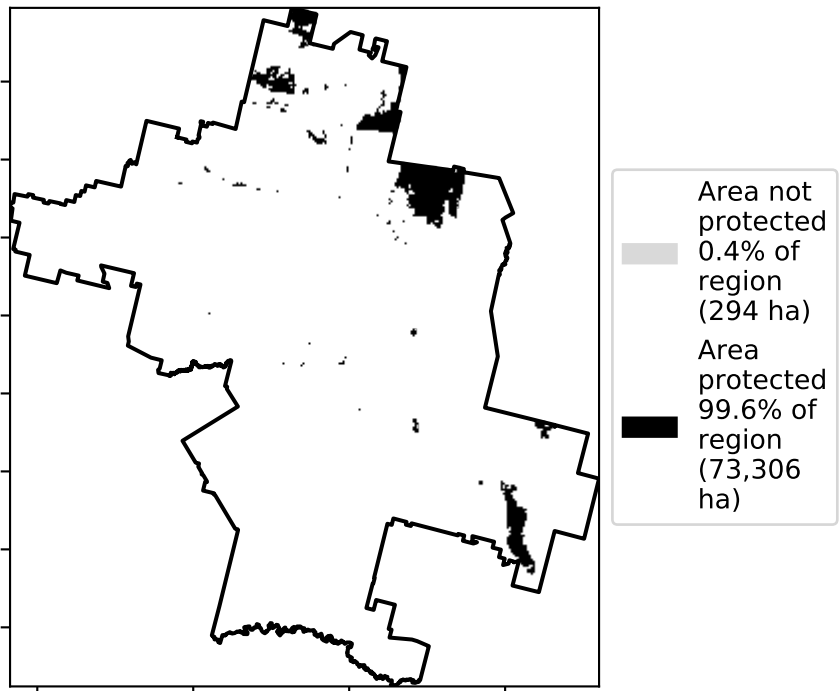 Area not
protected
0.4% of
region
(294 ha)
Area
protected
99.6% of
region
(73,306
ha)